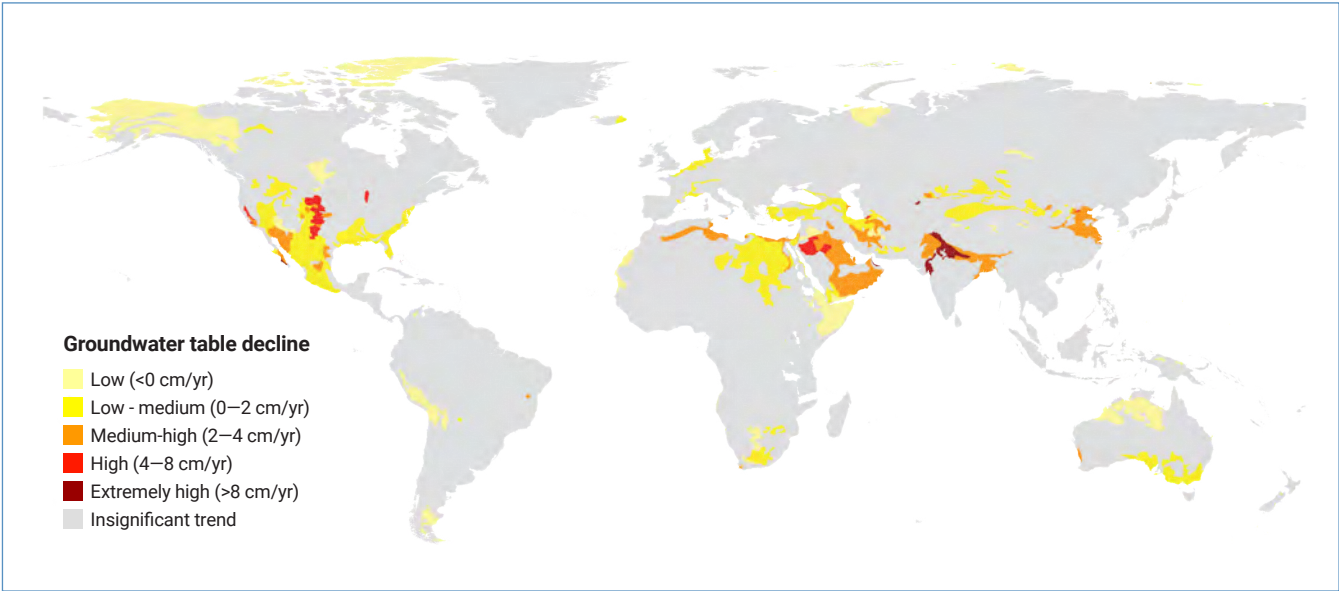 Groundwater table decline
Low (<0 cm/yr)
Low - medium (0—2 cm/yr)
Medium-high (2—4 cm/yr)
High (4—8 cm/yr)
Extremely high (>8 cm/yr)
Insignificant trend